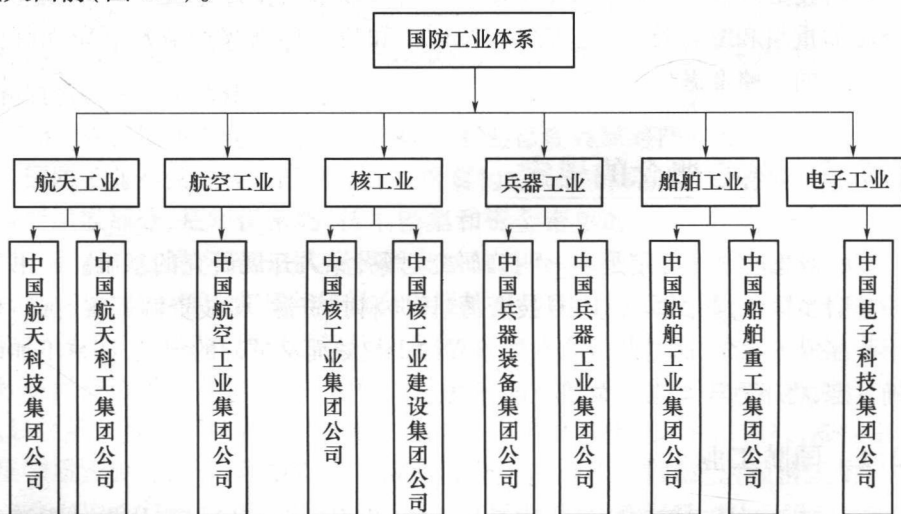 国防工业体系
航天工业
航空工业
核工业
兵器工业
船舶工业
电子工业
中国航天科技集团公司
中国航天科工集团公司
中国航空工业集团公司
中国核工业集团公司
中国核工业建设集团公司
中国兵器装备集团公司
中国兵器工业集团公司
中国船舶工业集团公司
中国船舶重工集团公司
中国电子科技集团公司